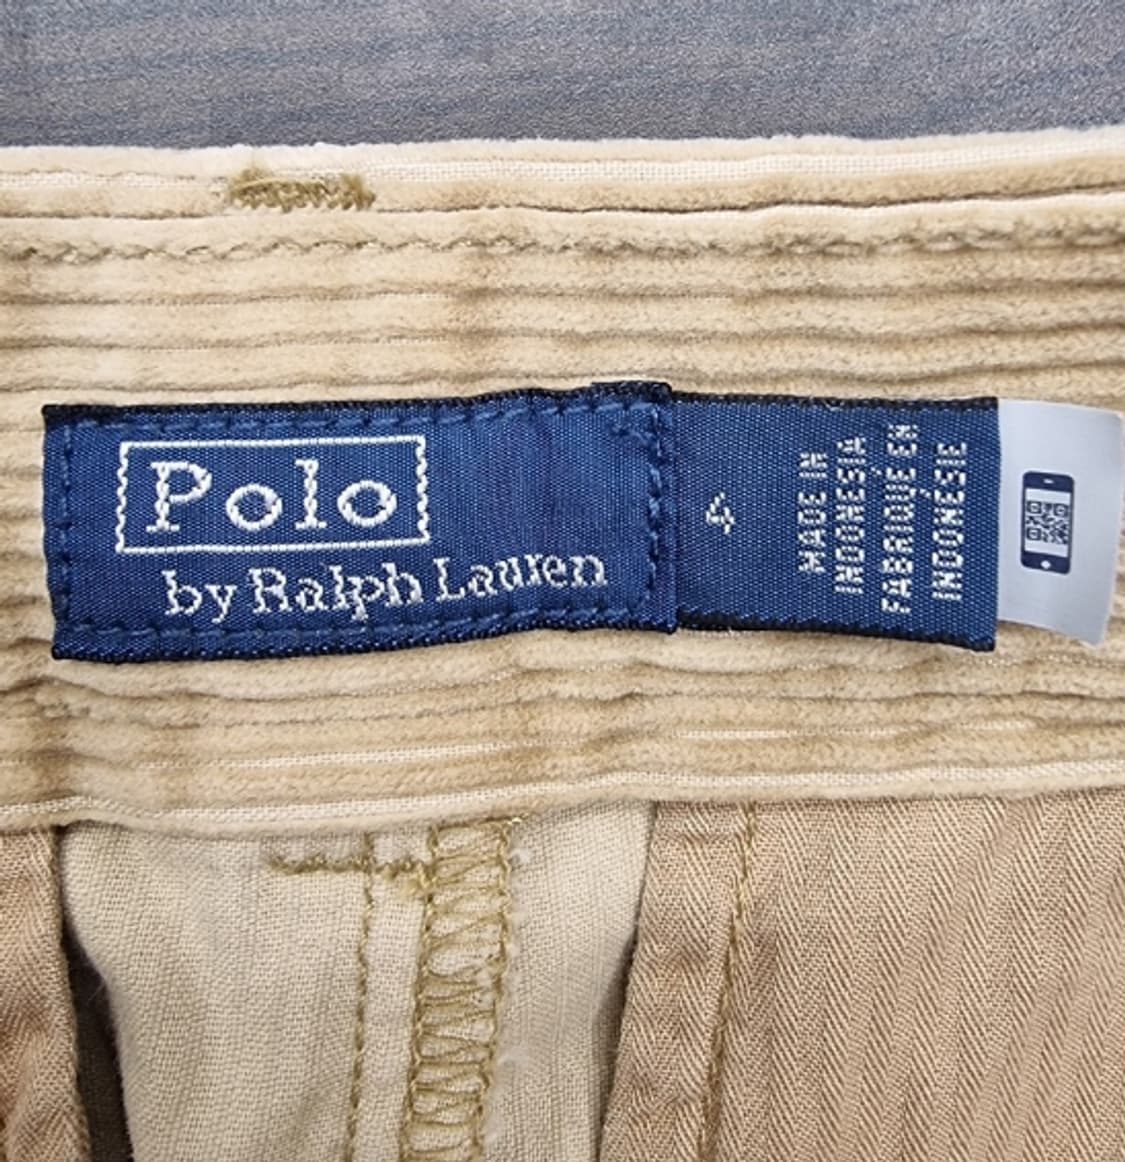 Polo
by Ralph Lauren
4
MADE IN
INDONESIA
FABRIQUÉ EN
INDONÉSIE